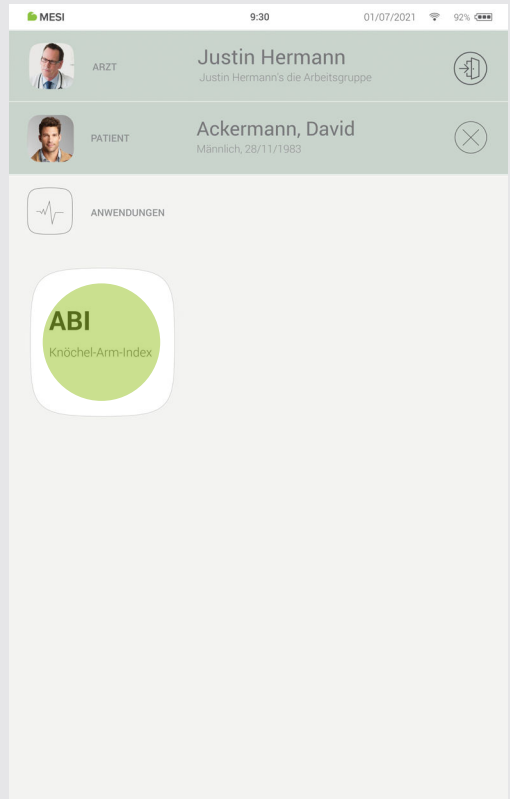 MESI 9:30 01/07/2021 92%
ARZT
Justin Hermann
Justin Hermann's die Arbeitsgruppe
PATIENT
Ackermann, David
Männlich, 28/11/1983
ANWENDUNGEN
ABI
Knöchel-Arm-Index